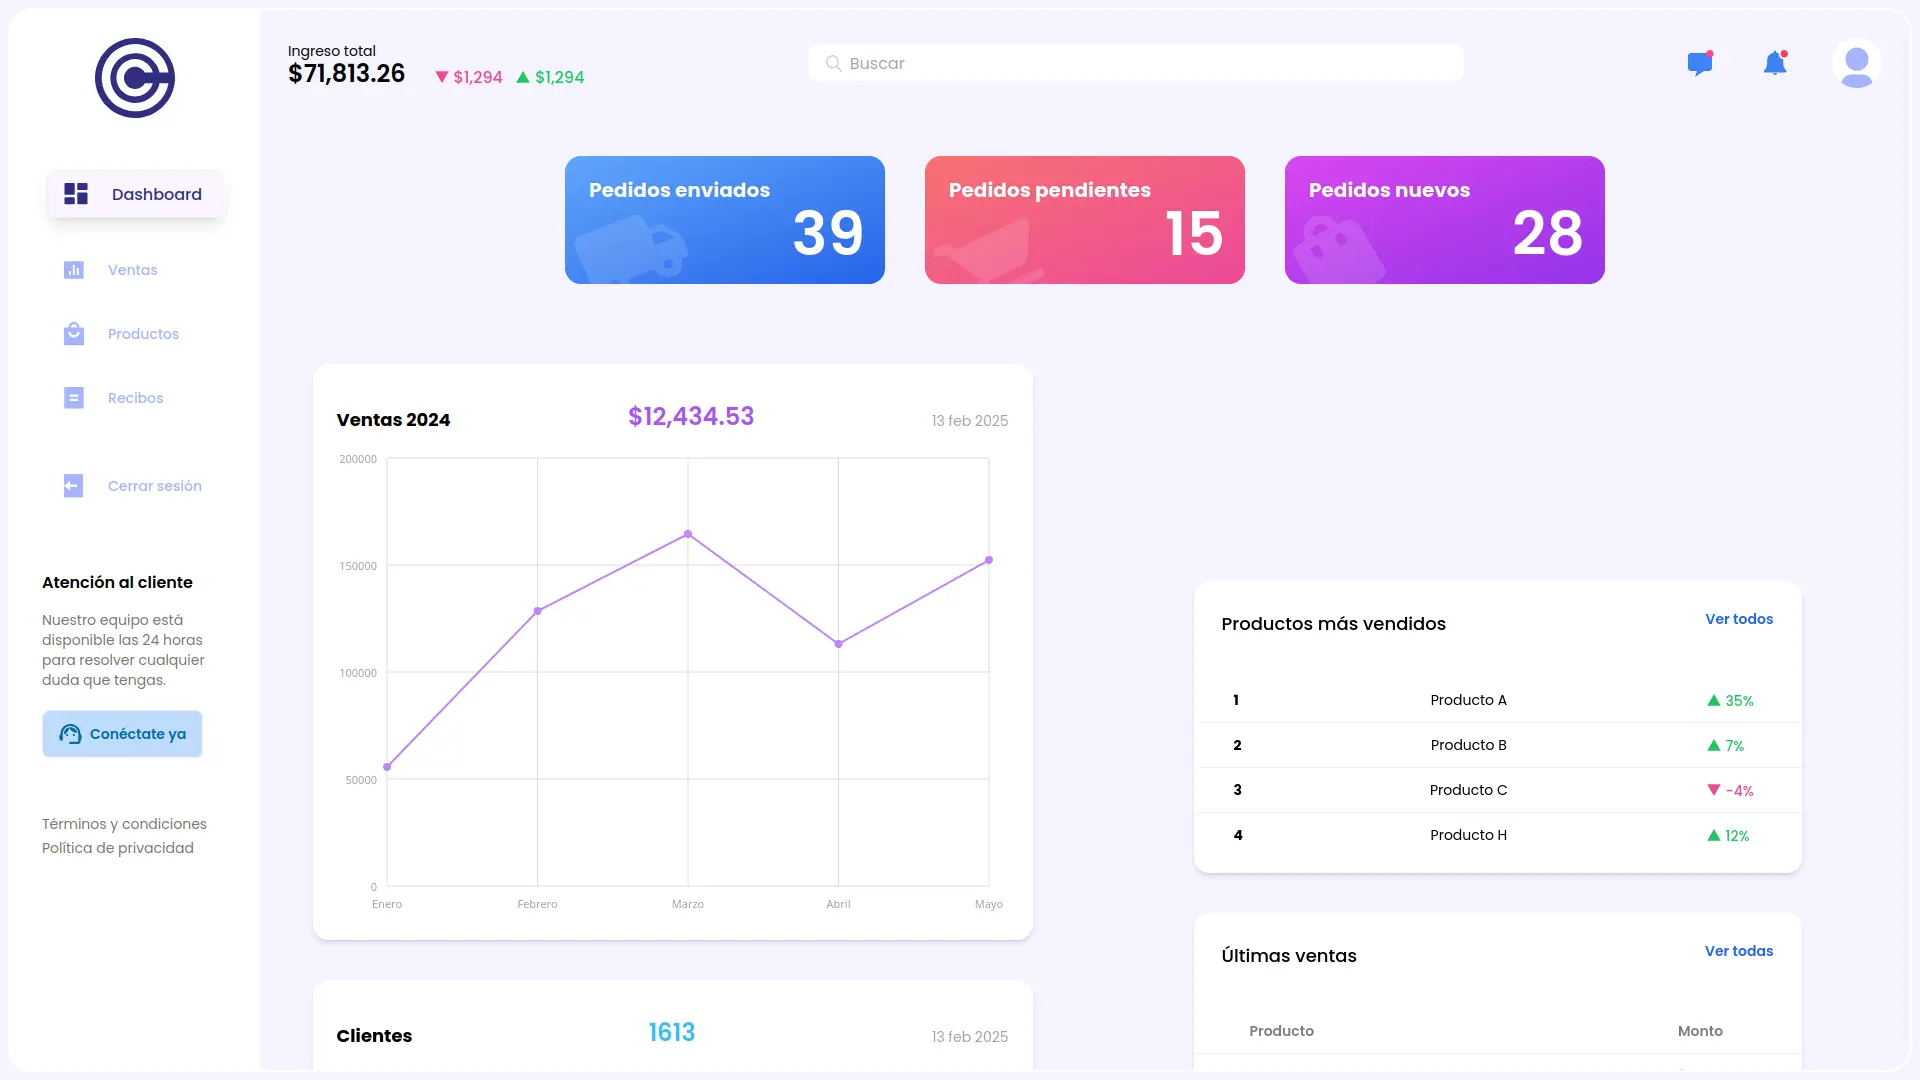 Ingreso total
$71,813.26
▼ $1,294 ▲ $1,294
Buscar
Dashboard
Ventas
Productos
Recibos
Cerrar sesión
Atención al cliente
Nuestro equipo está
disponible las 24 horas
para resolver cualquier
duda que tengas.
Conéctate ya
Términos y condiciones
Política de privacidad
Pedidos enviados
39
Pedidos pendientes
15
Pedidos nuevos
28
Ventas 2024
$12,434.53
13 feb 2025
200000
150000
100000
50000
0
Enero Febrero Marzo Abril Mayo
Clientes
1613
13 feb 2025
Productos más vendidos
Ver todos
1 Producto A ▲ 35%
2 Producto B ▲ 7%
3 Producto C ▼ -4%
4 Producto H ▲ 12%
Últimas ventas
Ver todas
Producto Monto